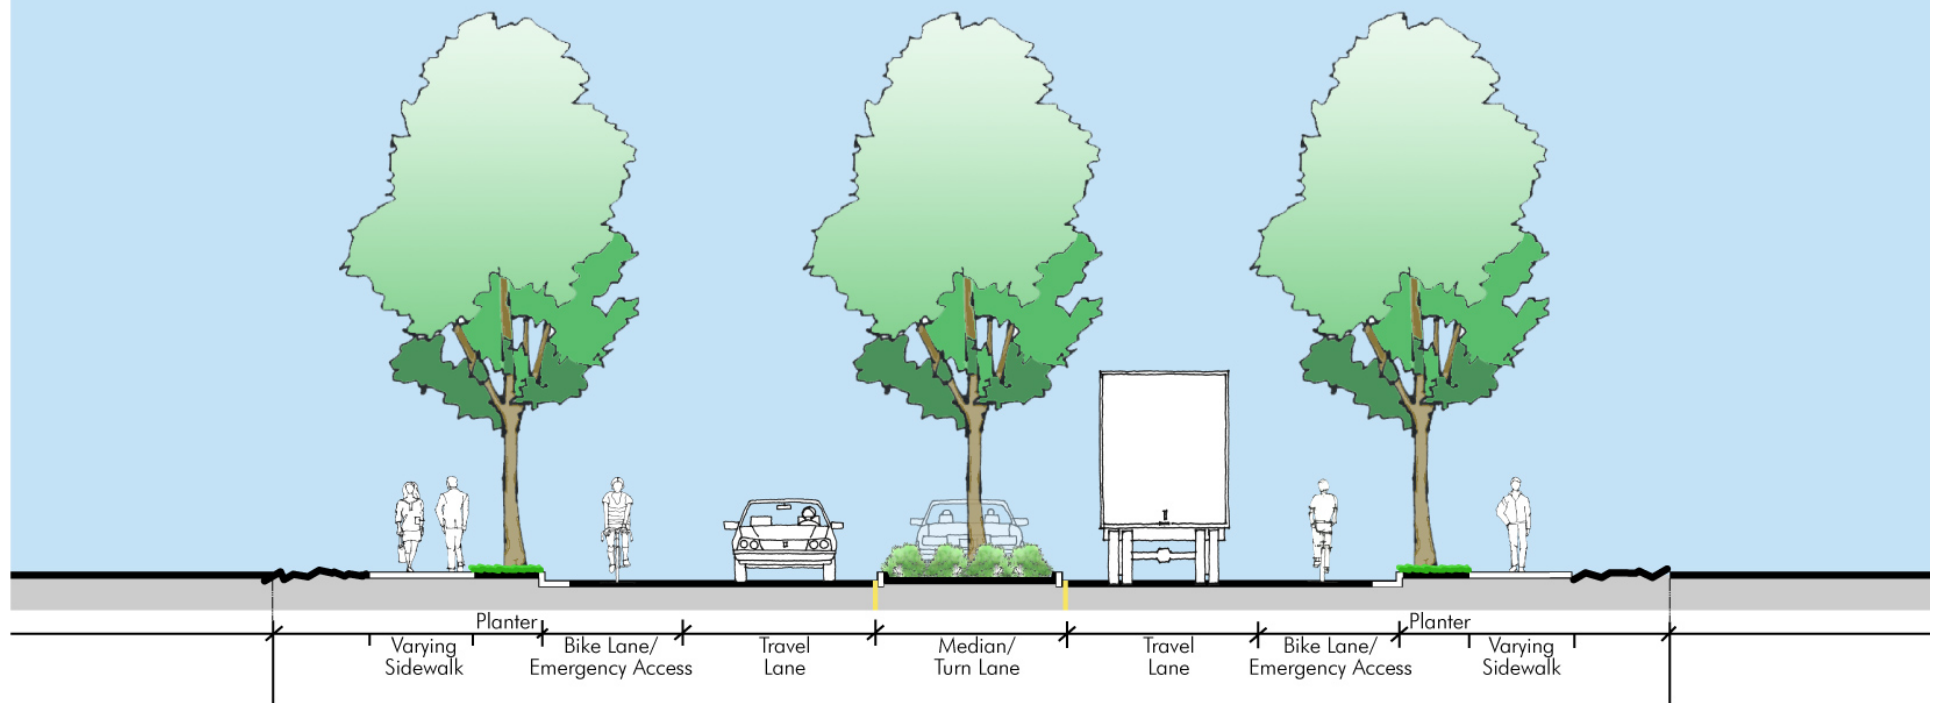 Planter
Planter
Varying
Sidewalk
Bike Lane/
Emergency Access
Travel
Lane
Median/
Turn Lane
Travel
Lane
Bike Lane/
Emergency Access
Varying
Sidewalk